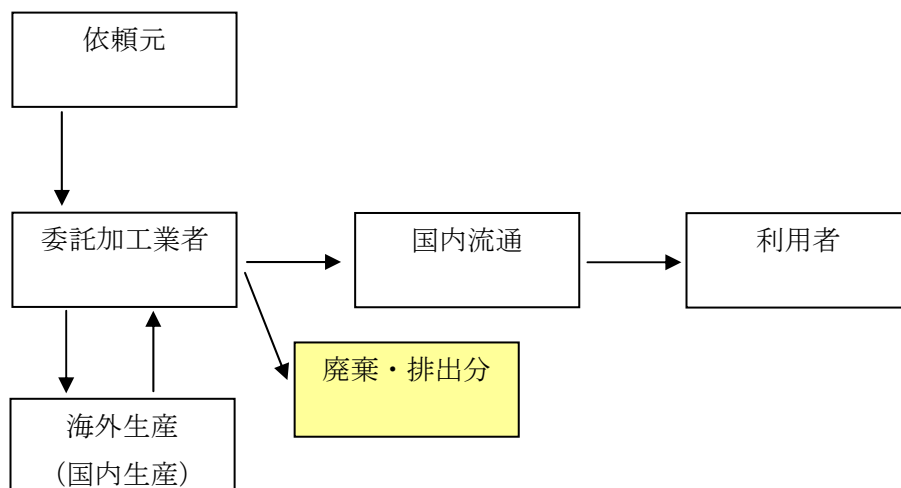 依頼元
委託加工業者
国内流通
利用者
廃棄・排出分
海外生産
（国内生産）